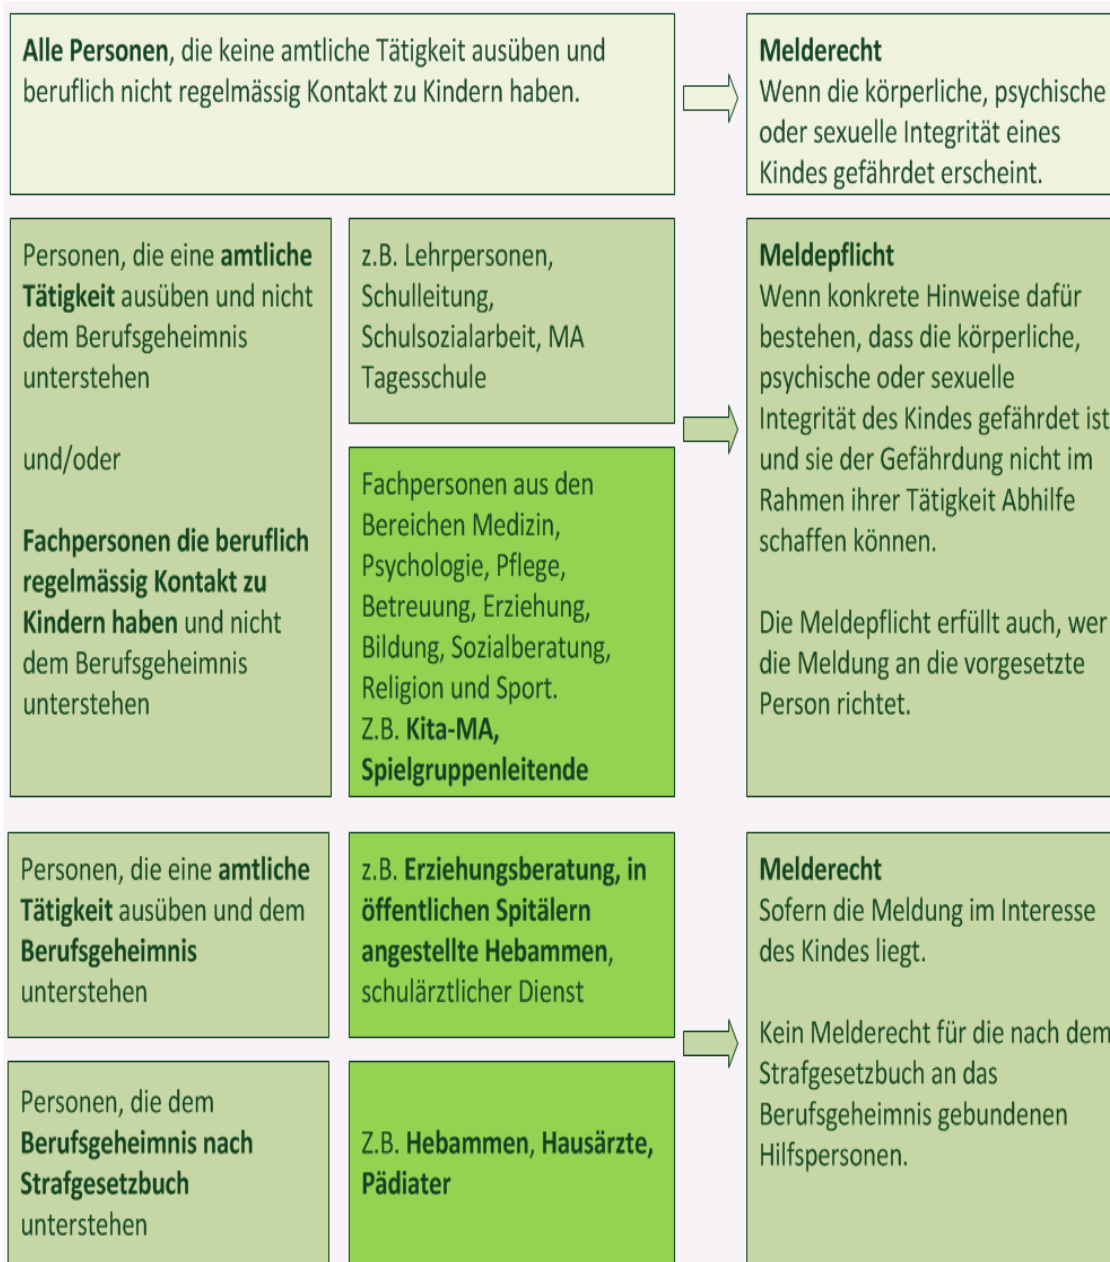 Alle Personen, die keine amtliche Tätigkeit ausüben und
beruflich nicht regelmässig Kontakt zu Kindern haben.
Melderecht
Wenn die körperliche, psychische
oder sexuelle Integrität eines
Kindes gefährdet erscheint.
Personen, die eine amtliche
Tätigkeit ausüben und nicht
dem Berufsgeheimnis
unterstehen
und/oder
Fachpersonen die beruflich
regelmässig Kontakt zu
Kindern haben und nicht
dem Berufsgeheimnis
unterstehen
z.B. Lehrpersonen,
Schulleitung,
Schulsozialarbeit, MA
Tagesschule
Fachpersonen aus den
Bereichen Medizin,
Psychologie, Pflege,
Betreuung, Erziehung,
Bildung, Sozialberatung,
Religion und Sport.
Z.B. Kita-MA,
Spielgruppenleitende
Meldepflicht
Wenn konkrete Hinweise dafür
bestehen, dass die körperliche,
psychische oder sexuelle
Integrität des Kindes gefährdet ist
und sie der Gefährdung nicht im
Rahmen ihrer Tätigkeit Abhilfe
schaffen können.
Die Meldepflicht erfüllt auch, wer
die Meldung an die vorgesetzte
Person richtet.
Personen, die eine amtliche
Tätigkeit ausüben und dem
Berufsgeheimnis
unterstehen
z.B. Erziehungsberatung, in
öffentlichen Spitälern
angestellte Hebammen,
schulärztlicher Dienst
Personen, die dem
Berufsgeheimnis nach
Strafgesetzbuch
unterstehen
Z.B. Hebammen, Hausärzte,
Pädiater
Melderecht
Sofern die Meldung im Interesse
des Kindes liegt.
Kein Melderecht für die nach dem
Strafgesetzbuch an das
Berufsgeheimnis gebundenen
Hilfspersonen.